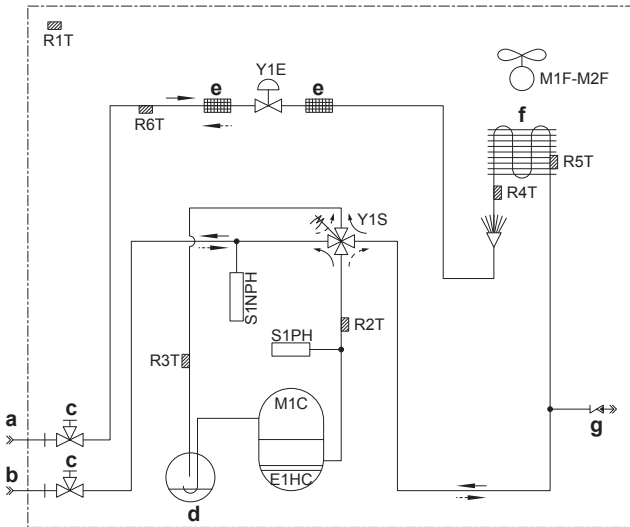 R1T
Y1E
M1F-M2F
e
e
f
R6T
R5T
R4T
Y1S
S1NPH
R2T
S1PH
R3T
a
c
M1C
g
b
c
E1HC
d